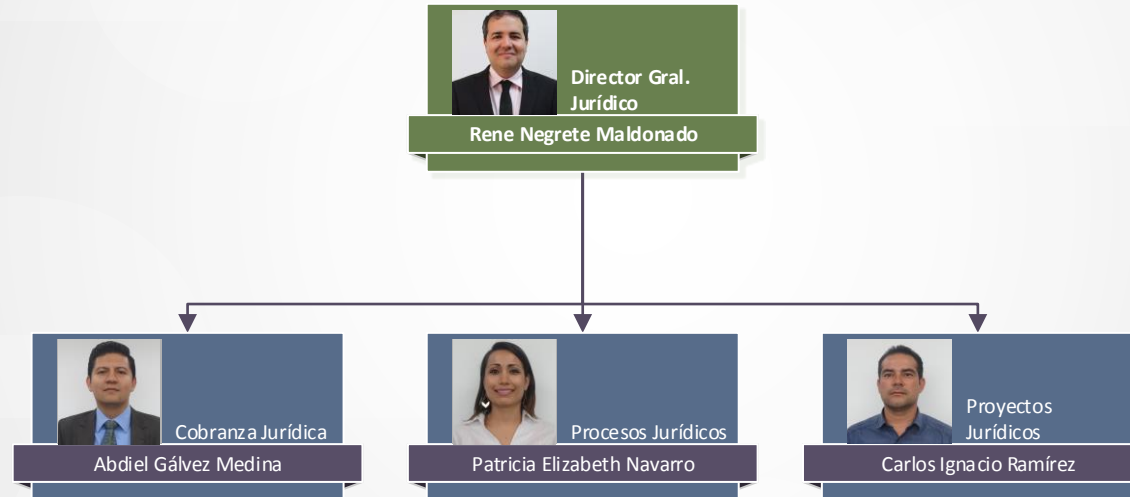 Director Gral.
Jurídico
Rene Negrete Maldonado
Cobranza Jurídica
Abdiel Gálvez Medina
Procesos Jurídicos
Patricia Elizabeth Navarro
Proyectos
Jurídicos
Carlos Ignacio Ramírez